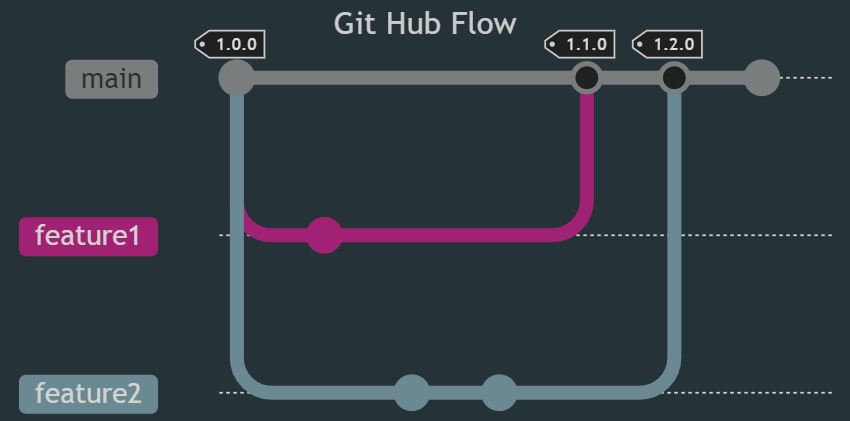 Git Hub Flow
1.0.0
1.1.0
1.2.0
main
feature1
feature2